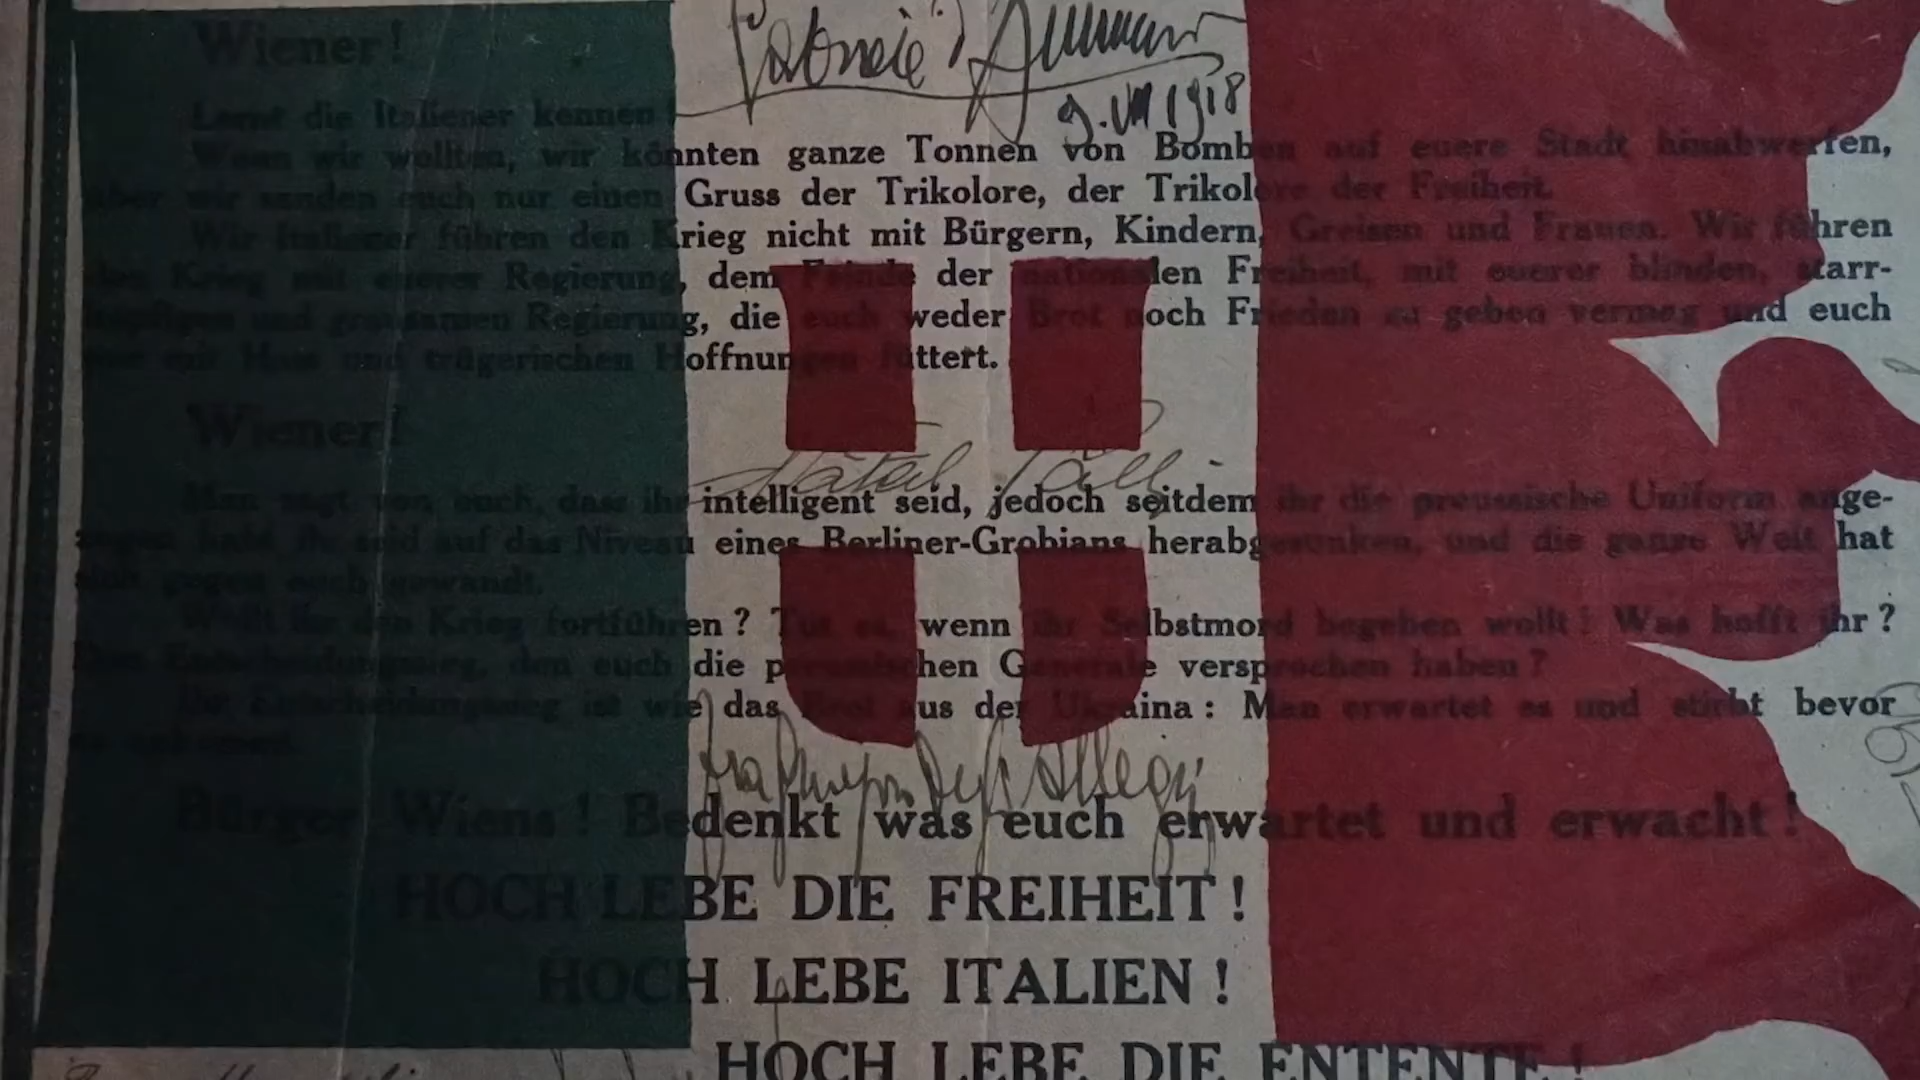 Gabriele d'Annunzio
9.VIII 1918
Wiener!
Lernt die Italiener kennen!
Wenn wir wollten, wir könnten ganze Tonnen von Bomben auf euere Stadt hinabwerfen,
aber wir senden euch nur einen Gruss der Trikolore, der Trikolore der Freiheit.
Wir Italiener führen den Krieg nicht mit Bürgern, Kindern, Greisen und Frauen. Wir führen
den Krieg mit euerer Regierung, dem Feinde der nationalen Freiheit, mit euerer blinden, starr-
köpfigen und grausamen Regierung, die euch weder Brot noch Frieden zu geben vermag und euch
nur mit Hass und trügerischen Hoffnungen füttert.
Wiener!
Man sagt von euch, dass ihr intelligent seid, jedoch seitdem ihr die preussische Uniform ange-
zogen habt ihr seid auf das Niveau eines Berliner-Grobians herabgesunken, und die ganze Welt hat
sich gegen euch gewandt.
Wollt ihr den Krieg fortführen? Tut es, wenn ihr Selbstmord begehen wollt! Was hofft ihr?
Den Entscheidungssieg, den euch die preussischen Generale versprochen haben?
Ihr Entscheidungssieg ist wie das Brot aus der Ukraina: Man erwartet es und stirbt bevor
es ankommt.
Bürger Wiens! Bedenkt was euch erwartet und erwacht!
HOCH LEBE DIE FREIHEIT!
HOCH LEBE ITALIEN!
HOCH LEBE DIE ENTENTE!